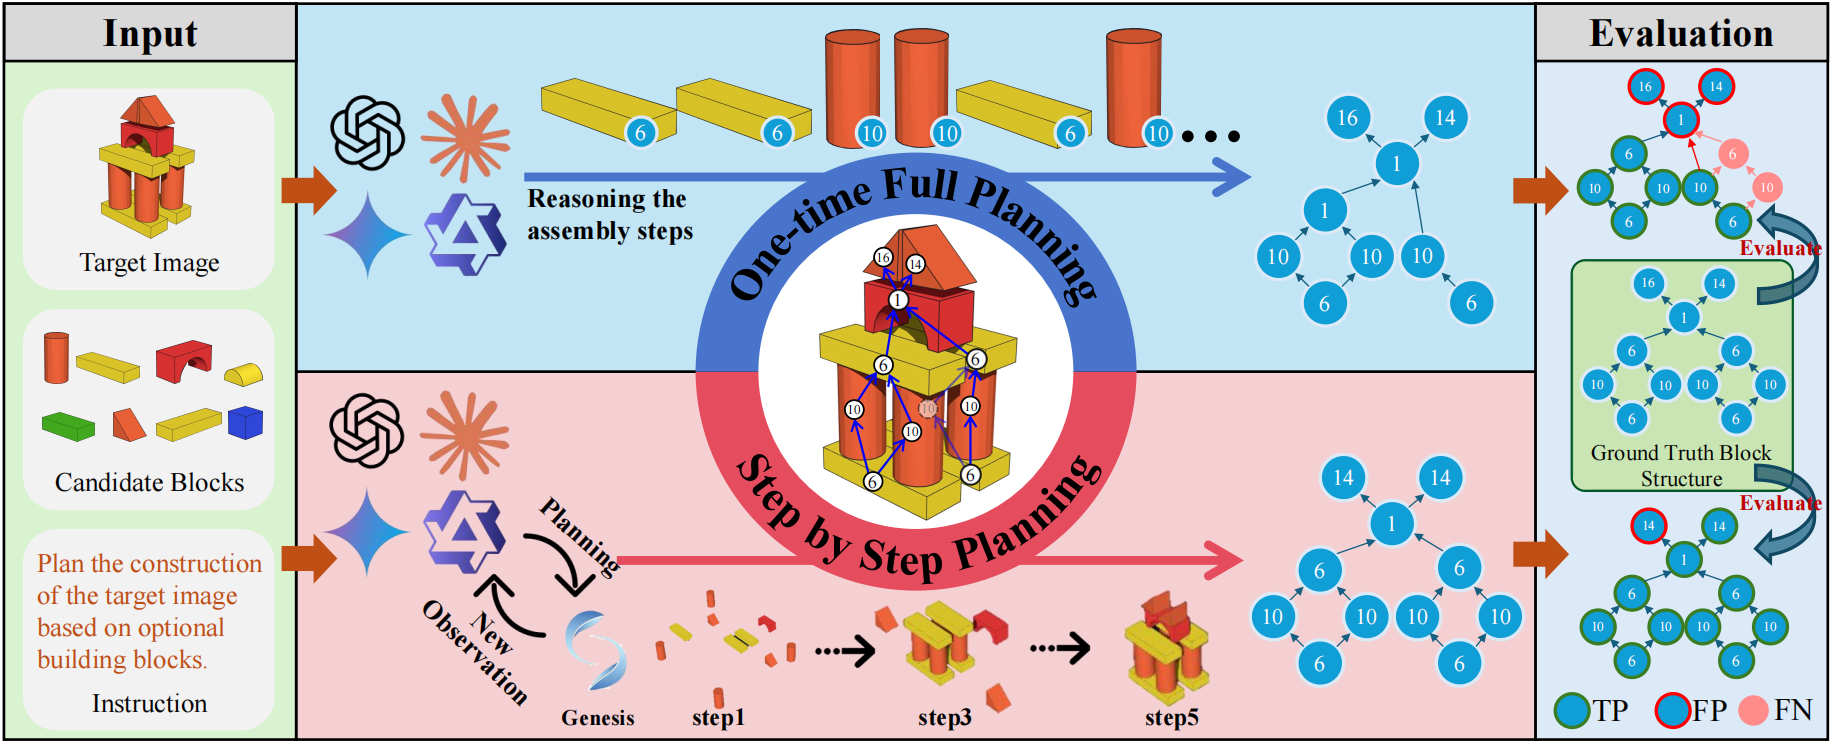 Input
Target Image
Candidate Blocks
Plan the construction
of the target image
based on optional
building blocks.
Instruction
6
6
10
10
6
10
Reasoning the
assembly steps
16
14
1
1
10
10
10
6
6
One-time Full Planning
16
14
1
6
6
10
10
10
10
6
6
Step by Step Planning
Planning
New
Observation
Genesis
step1
step3
step5
14
14
1
6
6
10
10
10
10
6
6
Evaluation
16
14
1
6
6
10
10
10
10
6
6
Evaluate
16
14
1
6
6
10
10
10
10
6
6
Ground Truth Block
Structure
Evaluate
14
14
1
6
6
10
10
10
10
6
6
TP
FP
FN